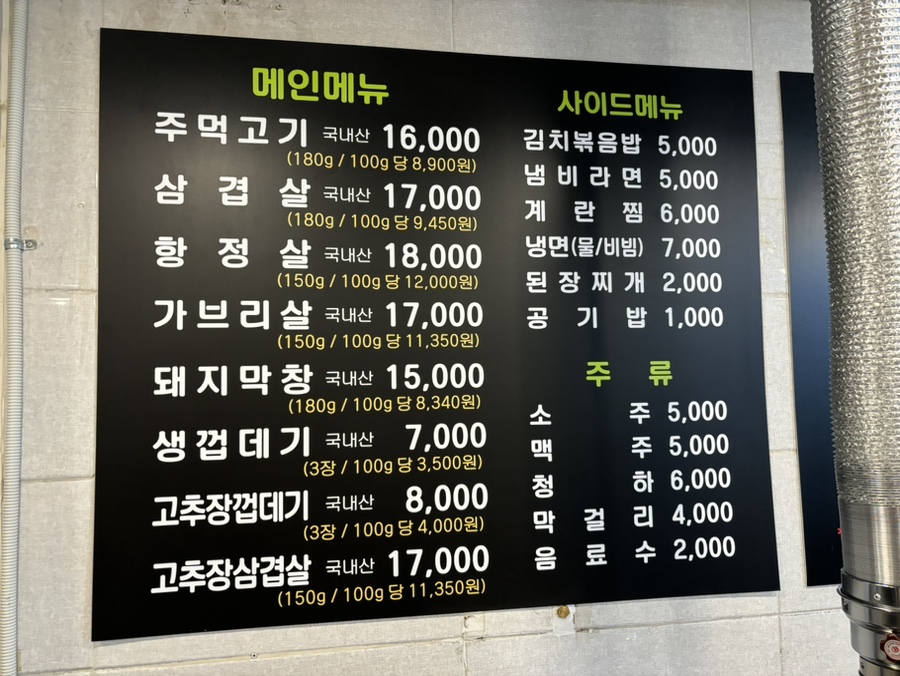 메인메뉴
주먹고기 국내산 16,000
(180g / 100g 당 8,900원)
삼겹살 국내산 17,000
(180g / 100g 당 9,450원)
항정살 국내산 18,000
(150g / 100g 당 12,000원)
가브리살 국내산 17,000
(150g / 100g 당 11,350원)
돼지막창 국내산 15,000
(180g / 100g 당 8,340원)
생껍데기 국내산 7,000
(3장 / 100g 당 3,500원)
고추장껍데기 국내산 8,000
(3장 / 100g 당 4,000원)
고추장삼겹살 국내산 17,000
(150g / 100g 당 11,350원)
사이드메뉴
김치볶음밥 5,000
냄비라면 5,000
계란찜 6,000
냉면(물/비빔) 7,000
된장찌개 2,000
공기밥 1,000
주류
소주 5,000
맥주 5,000
청하 6,000
막걸리 4,000
음료수 2,000